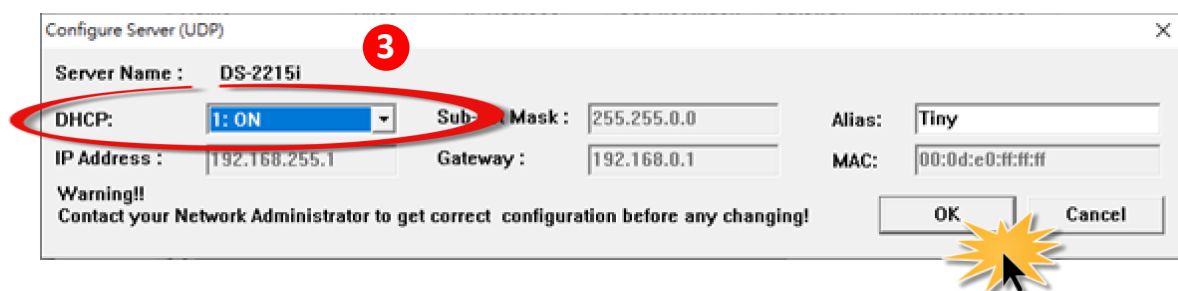 Configure Server (UDP)
3
Server Name : DS-2215i
DHCP: 1: ON Sub- Mask : 255.255.0.0 Alias: Tiny
IP Address : 192.168.255.1 Gateway : 192.168.0.1 MAC: 00:0d:e0:ff:ff:ff
Warning!!
Contact your Network Administrator to get correct configuration before any changing!
OK Cancel